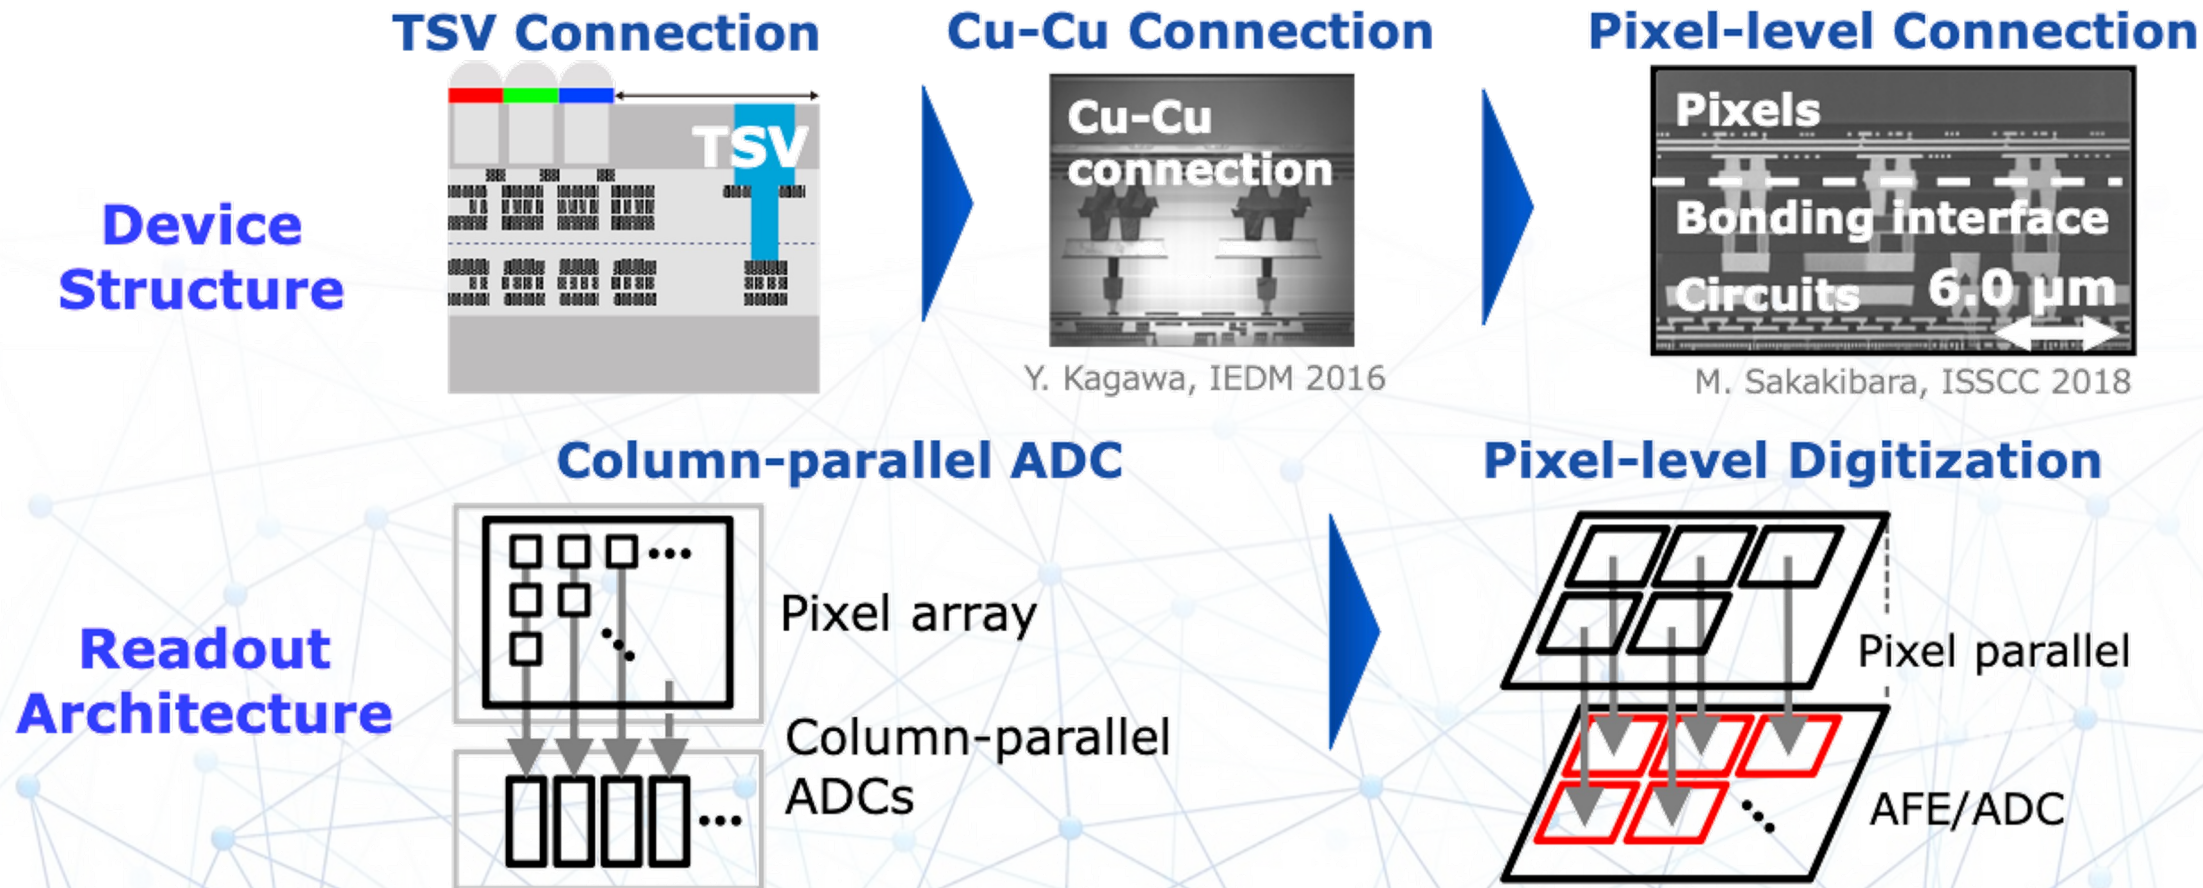 TSV Connection
Cu-Cu Connection
Pixel-level Connection
Device
Structure
TSV
Cu-Cu
connection
Pixels
Bonding interface
Circuits
6.0 μm
Y. Kagawa, IEDM 2016
M. Sakakibara, ISSCC 2018
Column-parallel ADC
Pixel-level Digitization
Readout
Architecture
Pixel array
Column-parallel
ADCs
Pixel parallel
AFE/ADC